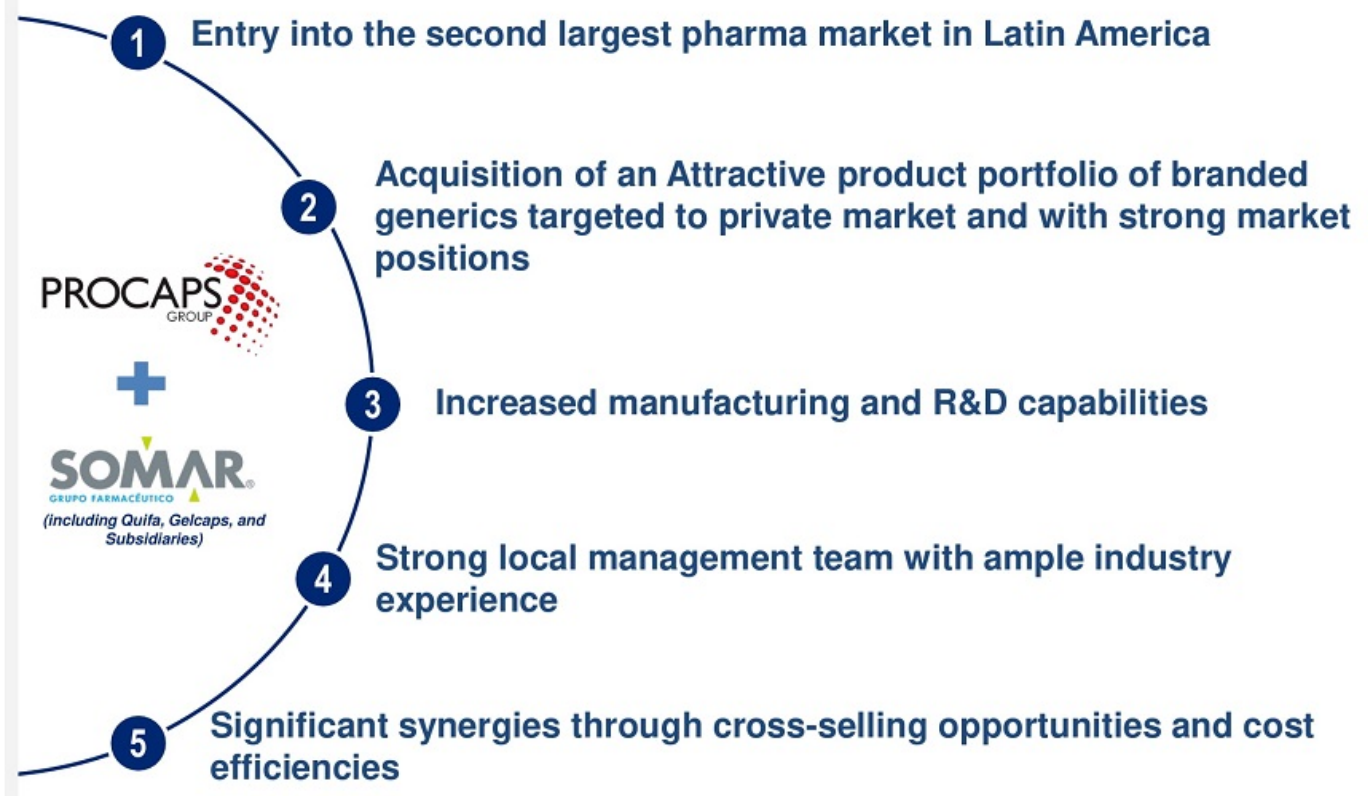 1 Entry into the second largest pharma market in Latin America
2 Acquisition of an Attractive product portfolio of branded
generics targeted to private market and with strong market
positions
PROCAPS
GROUP
3 Increased manufacturing and R&D capabilities
SOMAR®
GRUPO FARMACÉUTICO
(including Quifa, Gelcaps, and
Subsidiaries)
4 Strong local management team with ample industry
experience
5 Significant synergies through cross-selling opportunities and cost
efficiencies